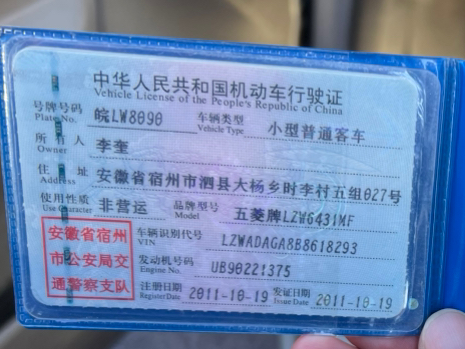 中华人民共和国机动车行驶证
Vehicle License of the People's Republic of China
号牌号码 皖LW8090 车辆类型 小型普通客车
Plate No. Vehicle Type
所有人 李奎
Owner
住址 安徽省宿州市泗县大杨乡时李村五组027号
Address
使用性质 非营运 品牌型号 五菱牌LZW6431MF
Use Character Model
安徽省宿州
市公安局交
通警察支队
车辆识别代号 LZWADAGA8B8618293
VIN
发动机号码 UB90221375
Engine No.
注册日期 2011-10-19 发证日期 2011-10-19
Register Date Issue Date